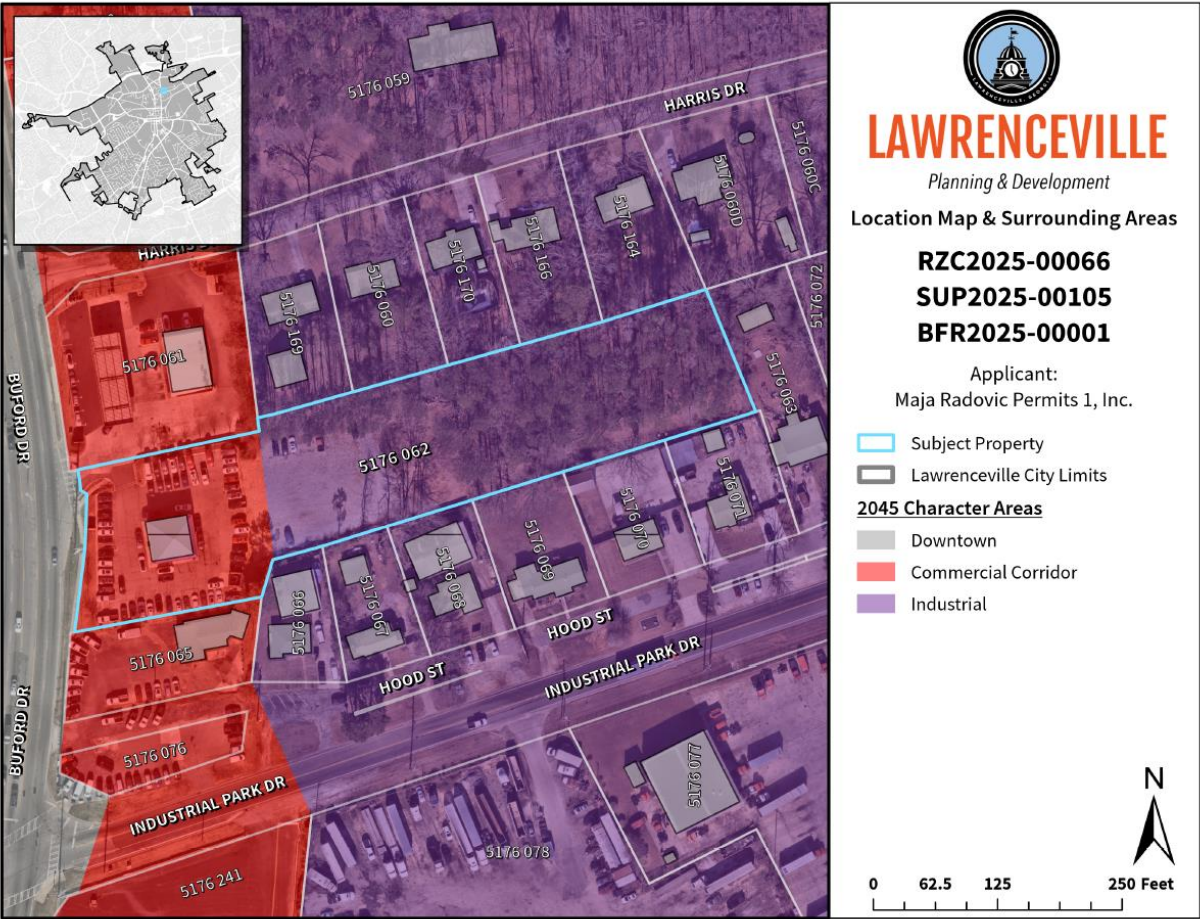 5176 059
HARRIS DR
5176 060C
5176 060D
5176 164
5176 166
5176 170
5176 060
5176 169
5176 072
5176 061
5176 063
5176 062
5176 071
5176 070
5176 069
5176 068
5176 067
5176 066
5176 065
5176 076
5176 077
5176 078
5176 241
BUFORD DR
BUFORD DR
HOOD ST
HOOD ST
INDUSTRIAL PARK DR
INDUSTRIAL PARK DR
LAWRENCEVILLE, GEORGIA
LAWRENCEVILLE
Planning & Development
Location Map & Surrounding Areas
RZC2025-00066
SUP2025-00105
BFR2025-00001
Applicant:
Maja Radovic Permits 1, Inc.
Subject Property
Lawrenceville City Limits
2045 Character Areas
Downtown
Commercial Corridor
Industrial
N
0 62.5 125 250 Feet